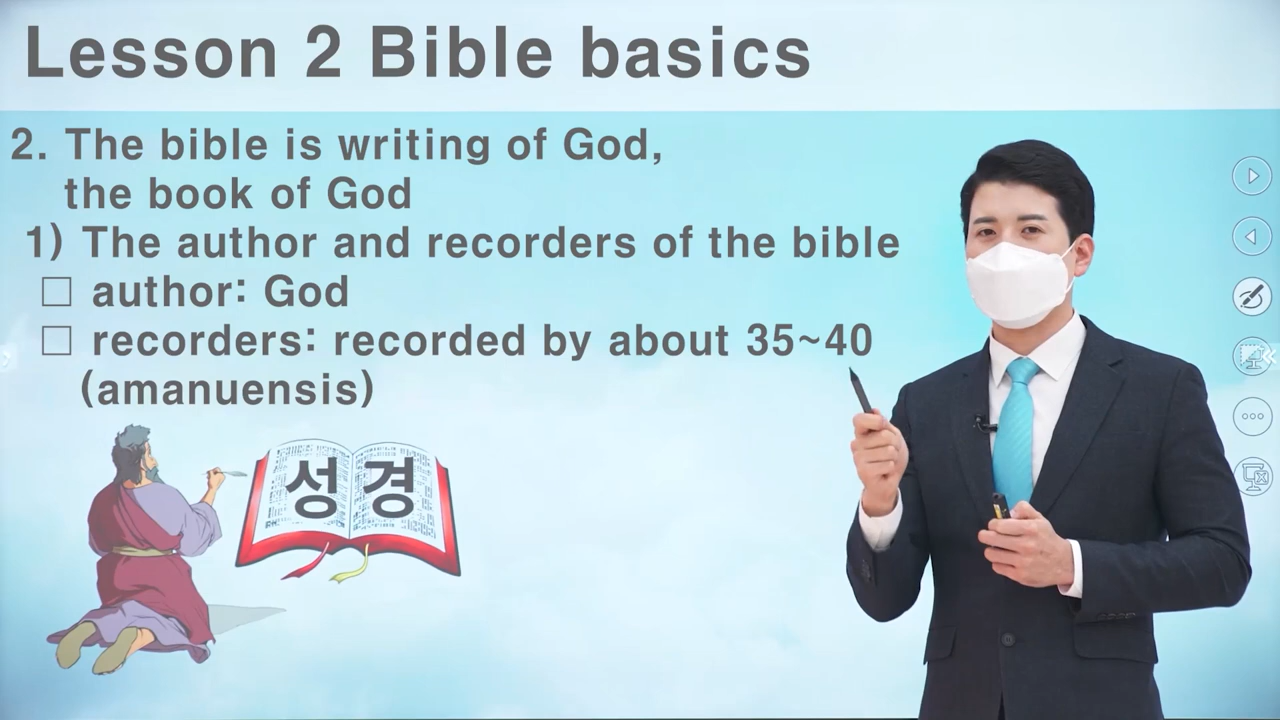 Lesson 2 Bible basics
2. The bible is writing of God,
the book of God
1) The author and recorders of the bible
□ author: God
□ recorders: recorded by about 35~40
(amanuensis)
성경